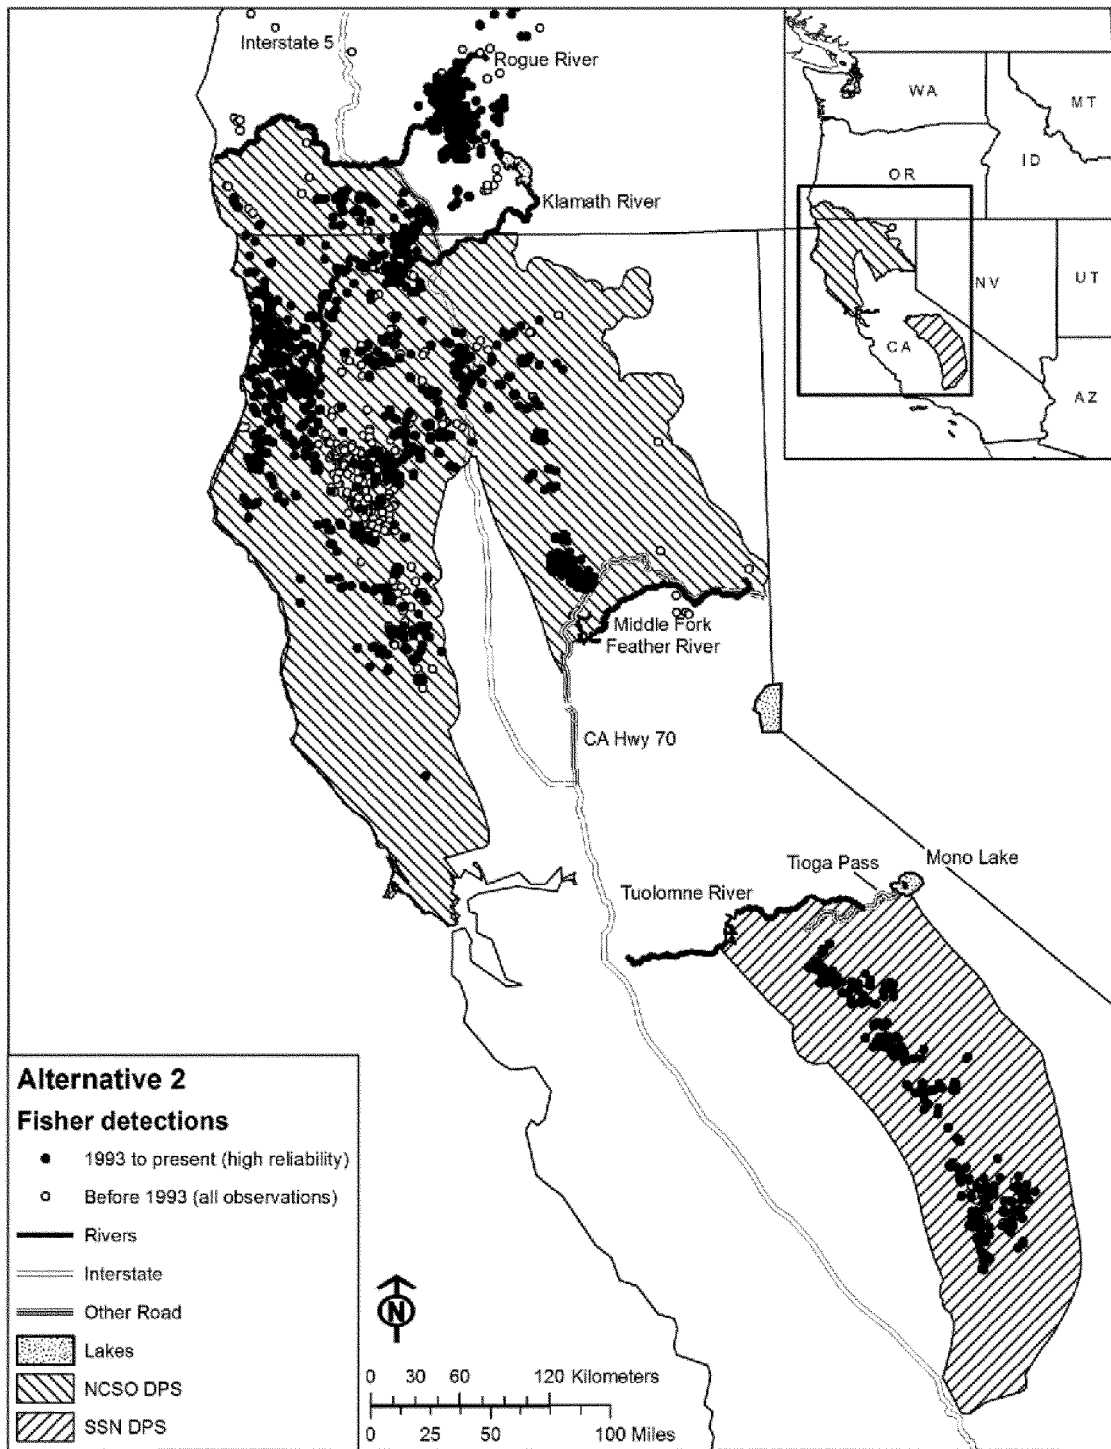 Interstate 5
Rogue River
Klamath River
WA
MT
OR
ID
NV
UT
CA
AZ
Middle Fork
Feather River
CA Hwy 70
Tioga Pass
Mono Lake
Tuolomne River
Alternative 2
Fisher detections
1993 to present (high reliability)
Before 1993 (all observations)
Rivers
Interstate
Other Road
Lakes
NCSO DPS
SSN DPS
N
0 30 60 120 Kilometers
0 25 50 100 Miles